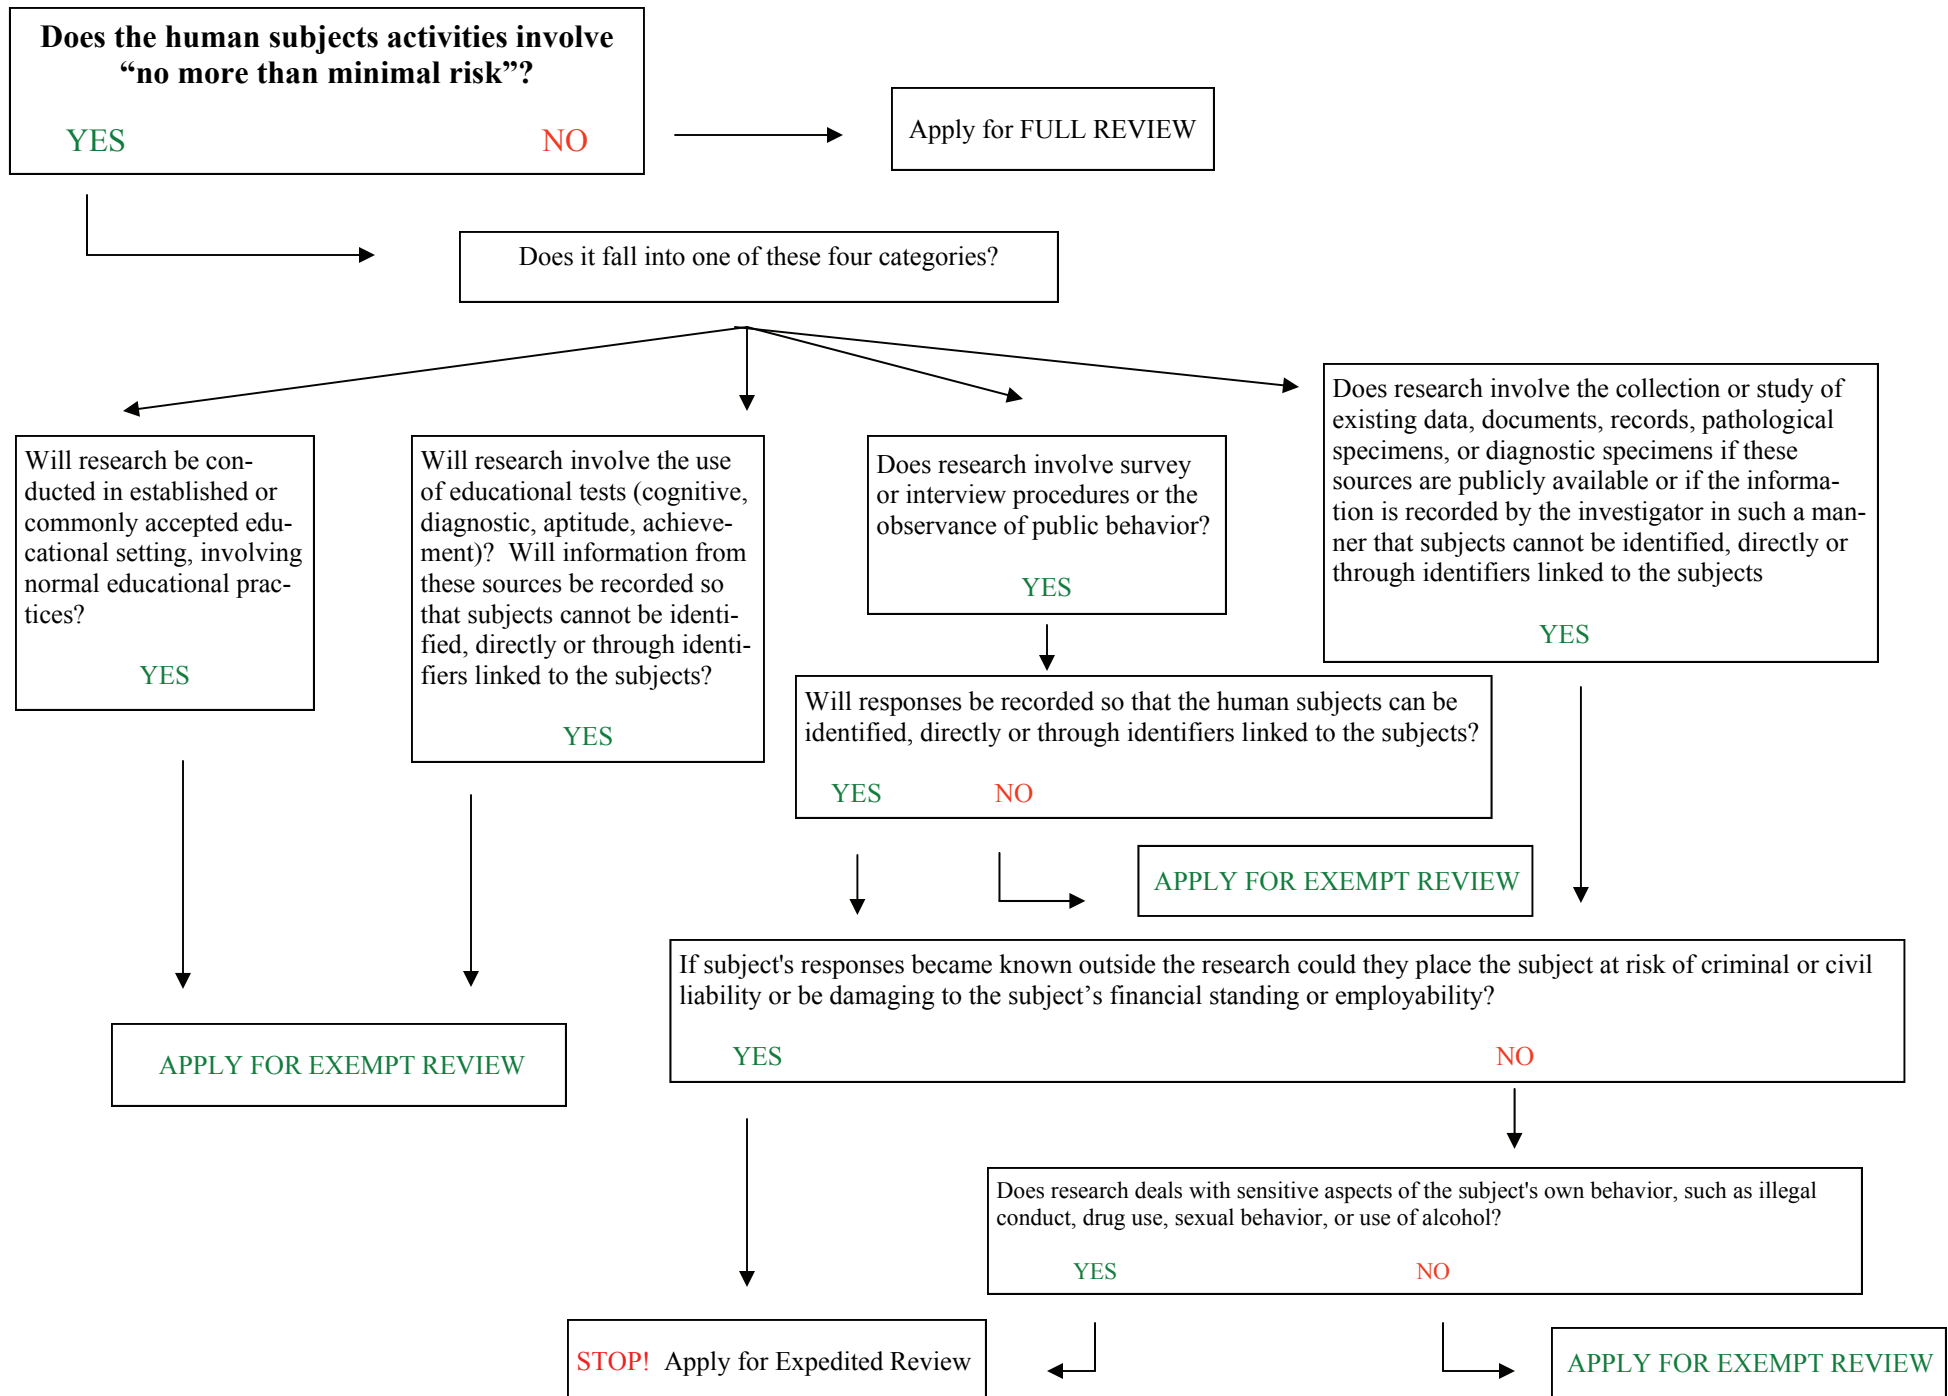 Does the human subjects activities involve
“no more than minimal risk”?
YES
NO
Apply for FULL REVIEW
Does it fall into one of these four categories?
Will research be con-
ducted in established or
commonly accepted edu-
cational setting, involving
normal educational prac-
tices?
YES
Will research involve the use
of educational tests (cognitive,
diagnostic, aptitude, achieve-
ment)?  Will information from
these sources be recorded so
that subjects cannot be identi-
fied, directly or through identi-
fiers linked to the subjects?
YES
Does research involve survey
or interview procedures or the
observance of public behavior?
YES
Does research involve the collection or study of
existing data, documents, records, pathological
specimens, or diagnostic specimens if these
sources are publicly available or if the informa-
tion is recorded by the investigator in such a man-
ner that subjects cannot be identified, directly or
through identifiers linked to the subjects
YES
Will responses be recorded so that the human subjects can be
identified, directly or through identifiers linked to the subjects?
YES
NO
APPLY FOR EXEMPT REVIEW
If subject's responses became known outside the research could they place the subject at risk of criminal or civil
liability or be damaging to the subject’s financial standing or employability?
YES
NO
APPLY FOR EXEMPT REVIEW
Does research deals with sensitive aspects of the subject's own behavior, such as illegal
conduct, drug use, sexual behavior, or use of alcohol?
YES
NO
STOP!  Apply for Expedited Review
APPLY FOR EXEMPT REVIEW